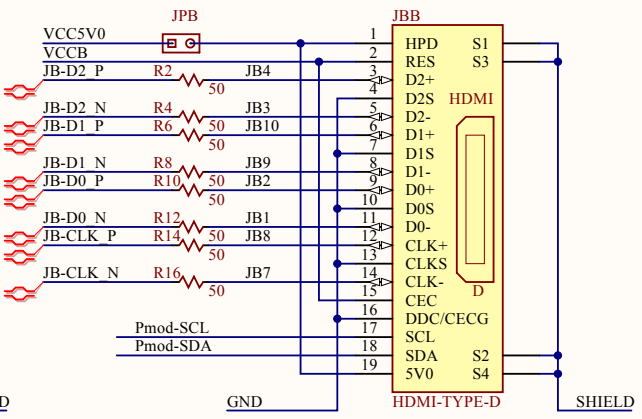 JPB JBB
VCC5V0 1 HPD S1
VCCB 2 RES S3
JB-D2_P R2 50 JB4 3 D2+
4 D2S HDMI
JB-D2_N R4 50 JB3 5 D2-
JB-D1_P R6 50 JB10 6 D1+
7 D1S
JB-D1_N R8 50 JB9 8 D1-
JB-D0_P R10 50 JB2 9 D0+
10 D0S
JB-D0_N R12 50 JB1 11 D0-
JB-CLK_P R14 50 JB8 12 CLK+
13 CLKS
JB-CLK_N R16 50 JB7 14 CLK- D
15 CEC
16 DDC/CECG
Pmod-SCL 17 SCL
Pmod-SDA 18 SDA S2
19 5V0 S4
D GND HDMI-TYPE-D SHIELD